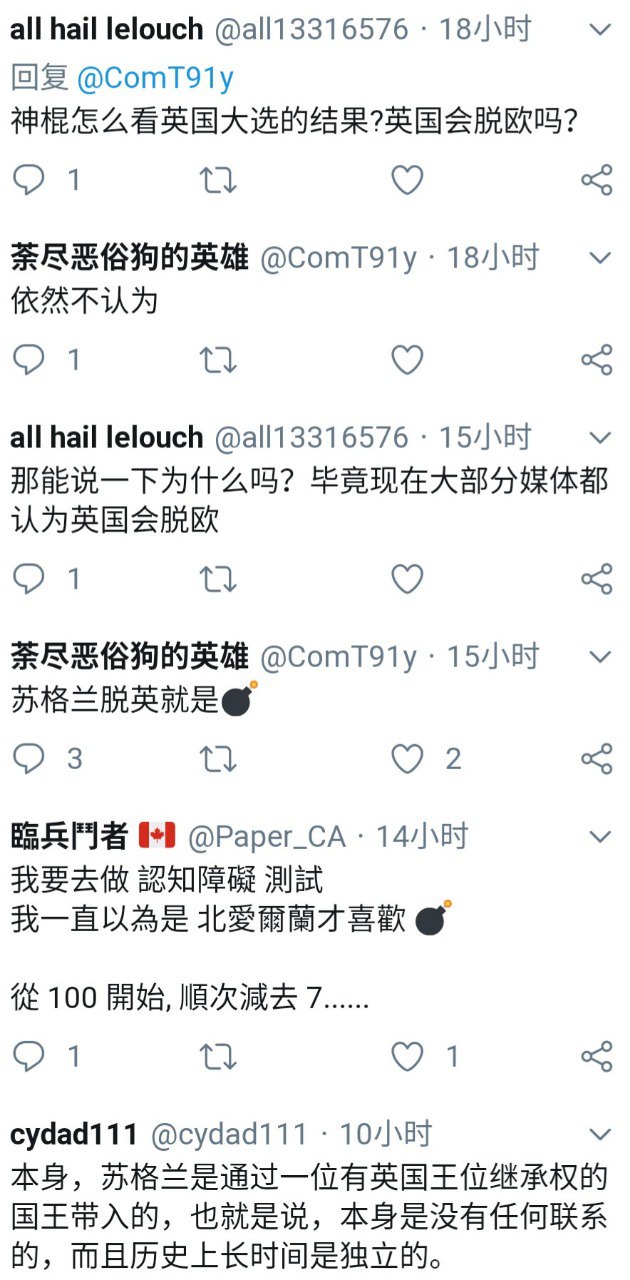 all hail lelouch @all13316576 · 18小时
回复 @ComT91y
神棍怎么看英国大选的结果?英国会脱欧吗？
1
荼尽恶俗狗的英雄 @ComT91y · 18小时
依然不认为
1
all hail lelouch @all13316576 · 15小时
那能说一下为什么吗？毕竟现在大部分媒体都
认为英国会脱欧
1
荼尽恶俗狗的英雄 @ComT91y · 15小时
苏格兰脱英就是💣
3 2
臨兵鬥者 🇨🇦 @Paper_CA · 14小时
我要去做 認知障礙 測試
我一直以為是 北愛爾蘭才喜歡 💣
從 100 開始, 順次減去 7......
1 1
cydad111 @cydad111 · 10小时
本身，苏格兰是通过一位有英国王位继承权的
国王带入的，也就是说，本身是没有任何联系
的，而且历史上长时间是独立的。